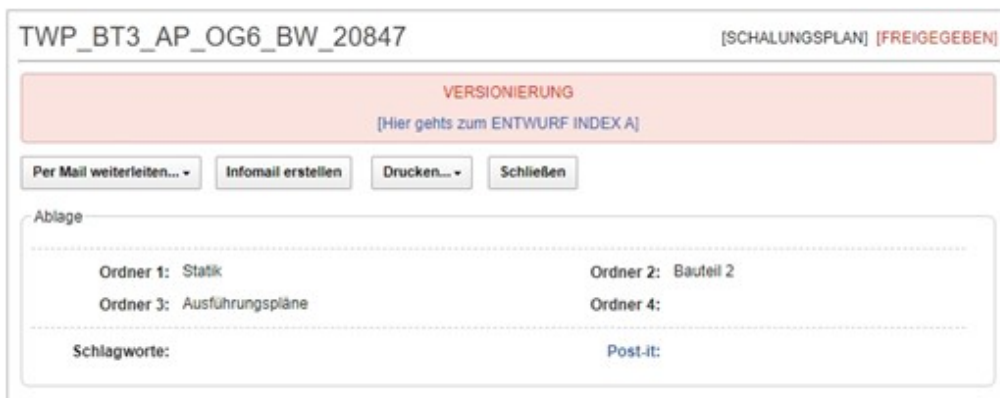 TWP_BT3_AP_OG6_BW_20847 [SCHALUNGSPLAN] [FREIGEGEBEN]
VERSIONIERUNG
[Hier gehts zum ENTWURF INDEX A]
Per Mail weiterleiten... Infomail erstellen Drucken... Schließen
Ablage
Ordner 1: Statik Ordner 2: Bauteil 2
Ordner 3: Ausführungspläne Ordner 4:
Schlagworte: Post-it: